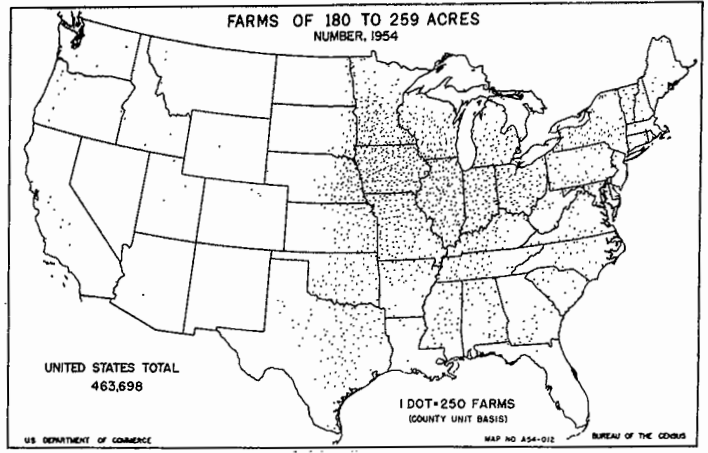 FARMS OF 180 TO 259 ACRES
NUMBER, 1954
UNITED STATES TOTAL
463,698
1 DOT=250 FARMS
(COUNTY UNIT BASIS)
US DEPARTMENT OF COMMERCE
MAP NO A54-012
BUREAU OF THE CENSUS